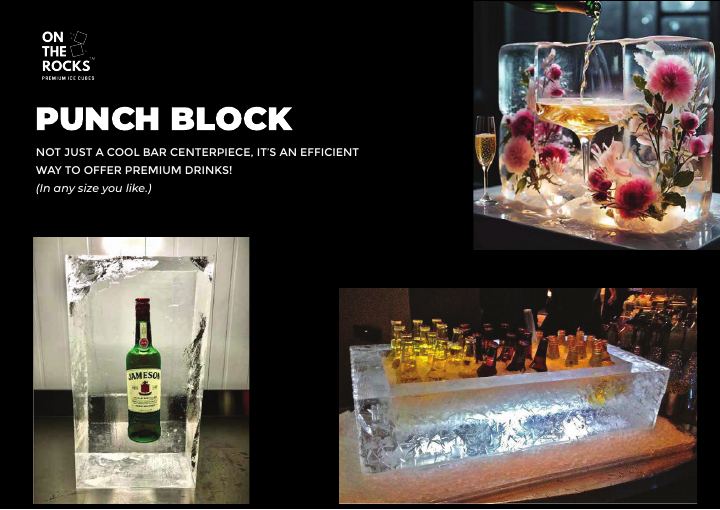 ON
THE
ROCKS
PREMIUM ICE CUBES
PUNCH BLOCK
NOT JUST A COOL BAR CENTERPIECE, IT'S AN EFFICIENT
WAY TO OFFER PREMIUM DRINKS!
(In any size you like.)
JAMESON